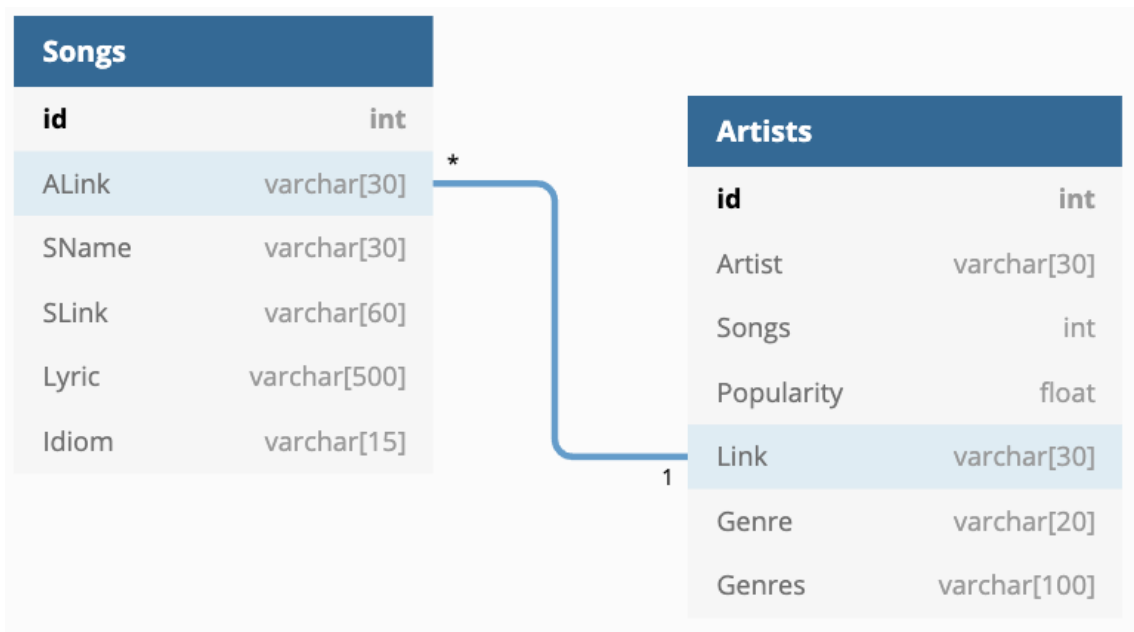 Songs
id int
ALink varchar[30]
SName varchar[30]
SLink varchar[60]
Lyric varchar[500]
Idiom varchar[15]
*
1
Artists
id int
Artist varchar[30]
Songs int
Popularity float
Link varchar[30]
Genre varchar[20]
Genres varchar[100]